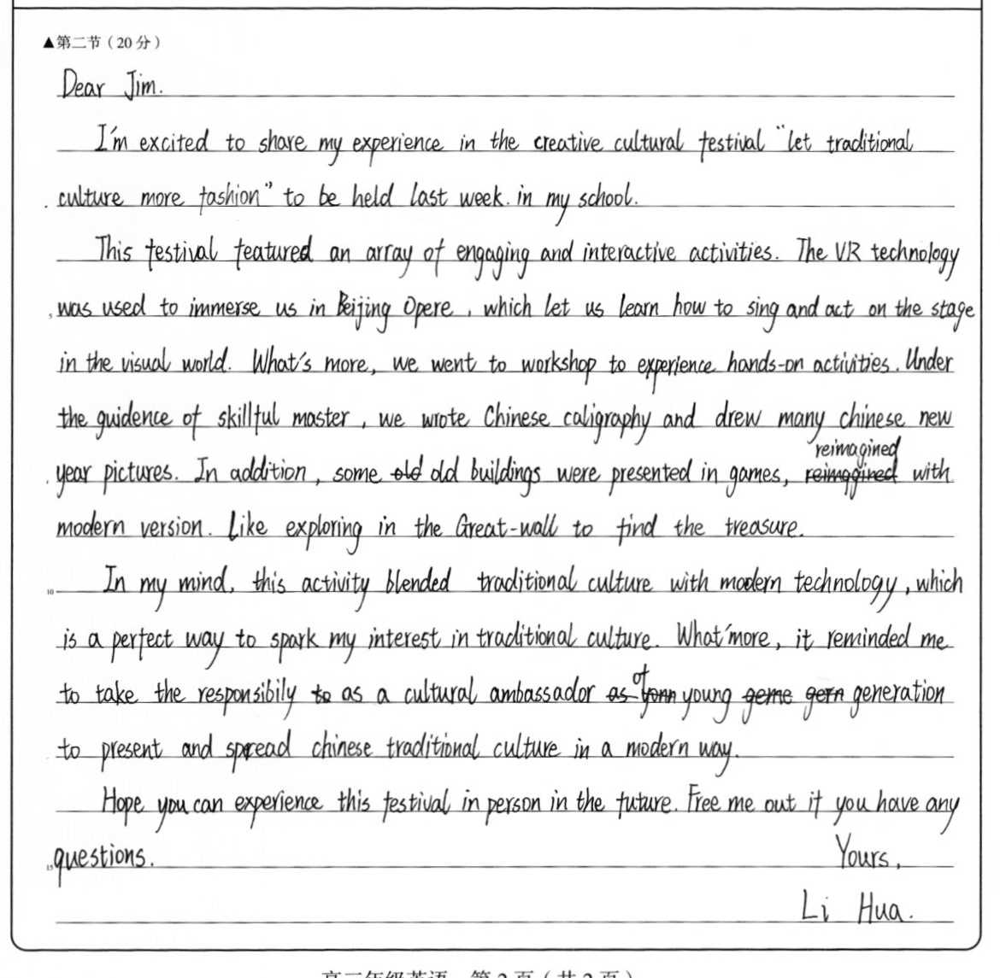 ▲第二节（20分）
Dear Jim.
I'm excited to share my experience in the creative cultural festival "let traditional
culture more fashion" to be held last week. in my school.
This festival featured an array of engaging and interactive activities. The VR technology
was used to immerse us in Beijing Opere, which let us learn how to sing and act on the stage
in the visual world. What's more, we went to workshop to experience hands-on activities. Under
the guidence of skillful master, we wrote Chinese caligraphy and drew many chinese new
reimagined
year pictures. In addition, some old old buildings were presented in games, reimagined with
modern version. Like exploring in the Great-wall to find the treasure.
10 In my mind, this activity blended traditional culture with modern technology, which
is a perfect way to spark my interest in traditional culture. What'more, it reminded me
of
to take the responsibily to as a cultural ambassador as young geme gern generation
to present and spread chinese traditional culture in a modern way.
Hope you can experience this festival in person in the future. Free me out if you have any
15 questions. Yours,
Li Hua.